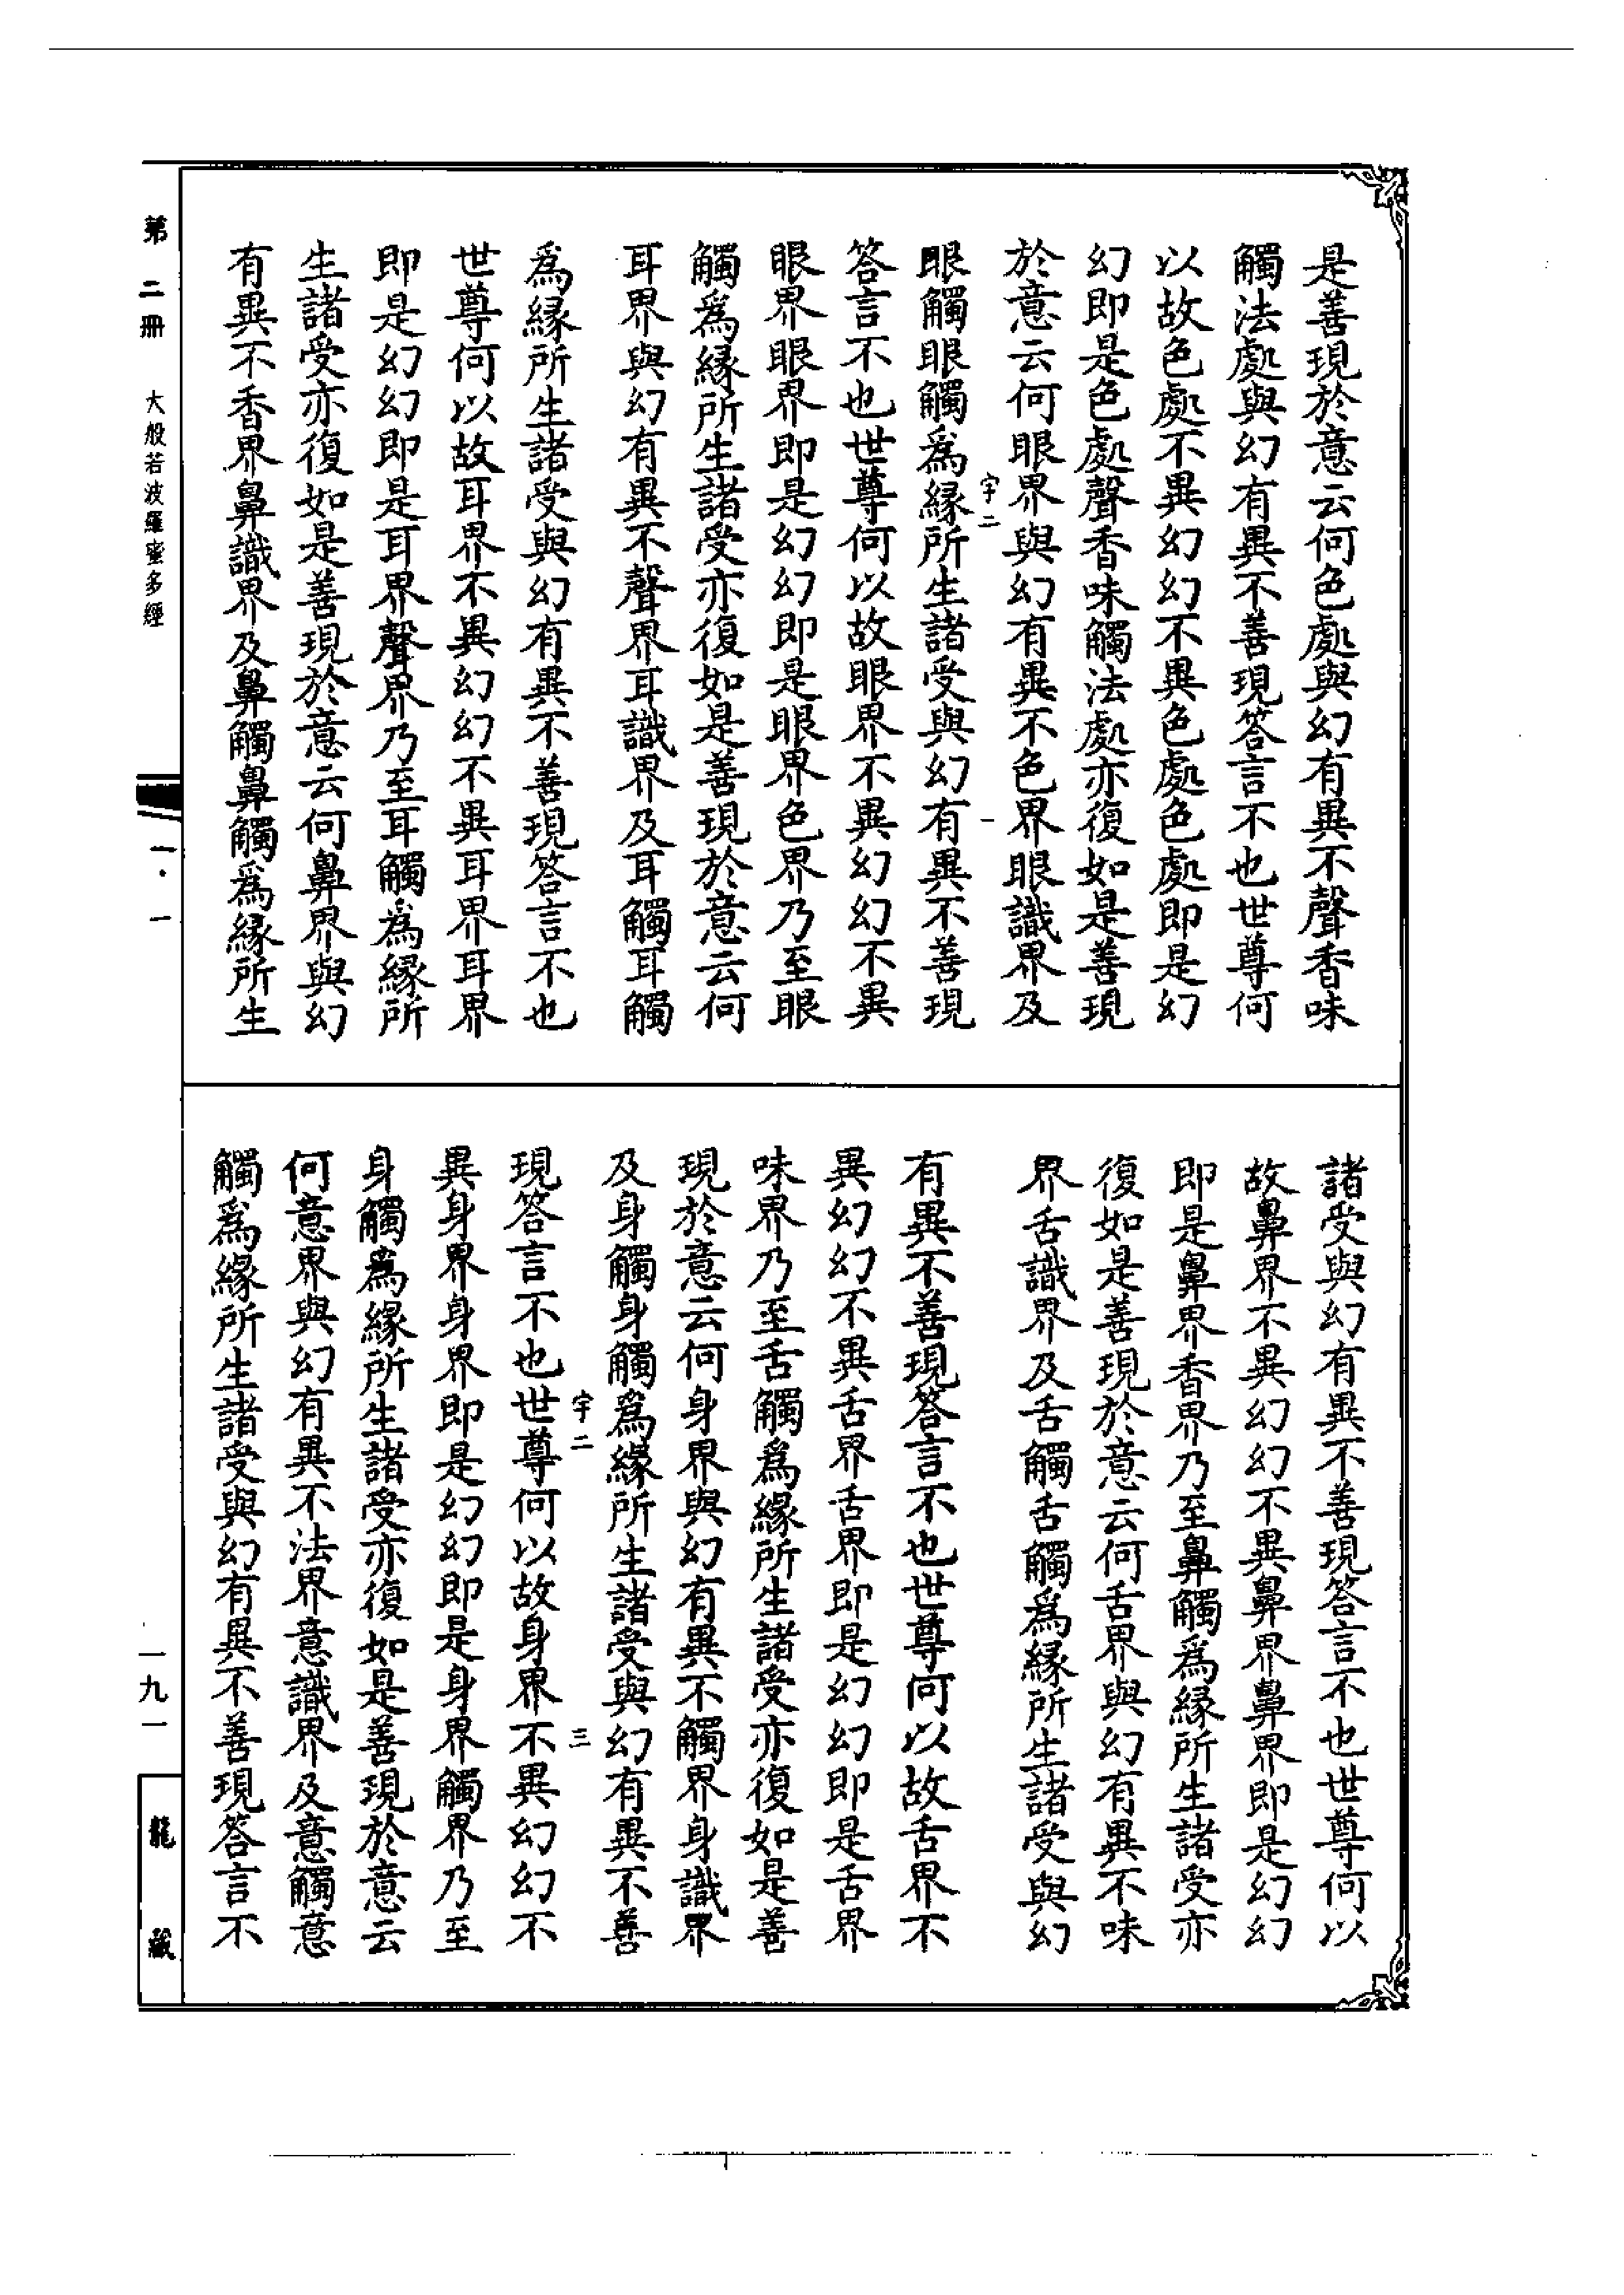 是善現於意云何色處與幻有異不聲香味
觸法處與幻有異不善現答言不也世尊何
以故色處不異幻幻不異色處色處即是幻
幻即是色處聲香味觸法處亦復如是善現
於意云何眼界與幻有異不色界眼識界及
宇二
一
眼觸眼觸爲緣所生諸受與幻有異不善現
答言不也世尊何以故眼界不異幻幻不異
眼界眼界即是幻幻即是眼界色界乃至眼
觸爲緣所生諸受亦復如是善現於意云何
耳界與幻有異不聲界耳識界及耳觸耳觸
爲緣所生諸受與幻有異不善現答言不也
世尊何以故耳界不異幻幻不異耳界耳界
即是幻幻即是耳界聲界乃至耳觸爲緣所
生諸受亦復如是善現於意云何鼻界與幻
有異不香界鼻識界及鼻觸鼻觸爲緣所生
諸受與幻有異不善現答言不也世尊何以
故鼻界不異幻幻不異鼻界鼻界即是幻幻
即是鼻界香界乃至鼻觸爲緣所生諸受亦
復如是善現於意云何舌界與幻有異不味
界舌識界及舌觸舌觸爲緣所生諸受與幻
有異不善現答言不也世尊何以故舌界不
異幻幻不異舌界舌界即是幻幻即是舌界
味界乃至舌觸爲緣所生諸受亦復如是善
現於意云何身界與幻有異不觸界身識界
及身觸身觸爲緣所生諸受與幻有異不善
宇二
三
現答言不也世尊何以故身界不異幻幻不
異身界身界即是幻幻即是身界觸界乃至
身觸爲緣所生諸受亦復如是善現於意云
何意界與幻有異不法界意識界及意觸意
觸爲緣所生諸受與幻有異不善現答言不
第二冊 大般若波羅蜜多經
一·一
一九一
龍藏